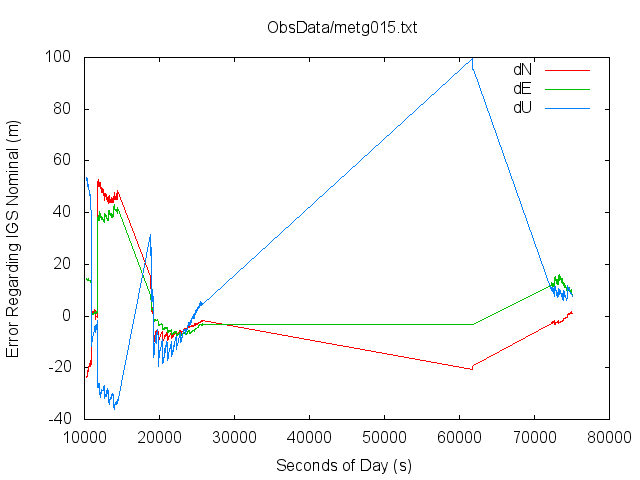 ObsData/metg015.txt
Error Regarding IGS Nominal (m)
100
80
60
40
20
0
-20
-40
dN
dE
dU
10000 20000 30000 40000 50000 60000 70000 80000
Seconds of Day (s)